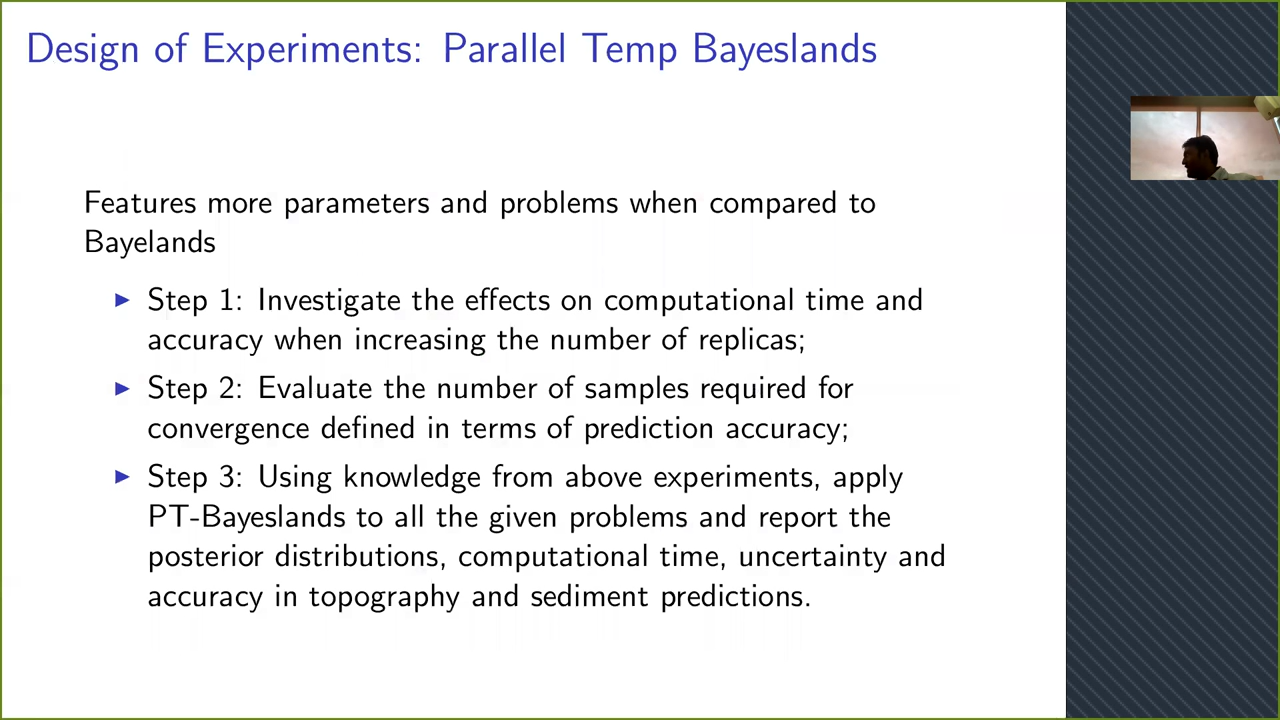 Design of Experiments: Parallel Temp Bayeslands
Features more parameters and problems when compared to
Bayelands
▶ Step 1: Investigate the effects on computational time and
accuracy when increasing the number of replicas;
▶ Step 2: Evaluate the number of samples required for
convergence defined in terms of prediction accuracy;
▶ Step 3: Using knowledge from above experiments, apply
PT-Bayeslands to all the given problems and report the
posterior distributions, computational time, uncertainty and
accuracy in topography and sediment predictions.